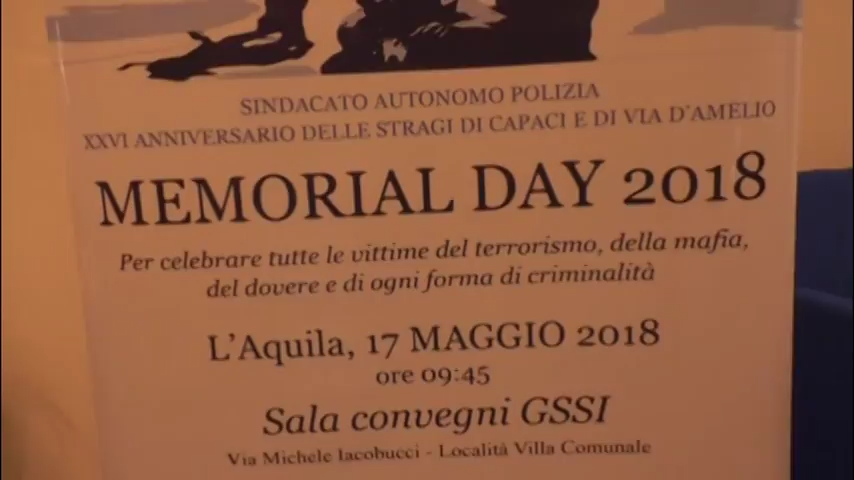 SINDACATO AUTONOMO POLIZIA
XXVI ANNIVERSARIO DELLE STRAGI DI CAPACI E DI VIA D'AMELIO
MEMORIAL DAY 2018
Per celebrare tutte le vittime del terrorismo, della mafia,
del dovere e di ogni forma di criminalità
L'Aquila, 17 MAGGIO 2018
ore 09:45
Sala convegni GSSI
Via Michele Iacobucci - Località Villa Comunale